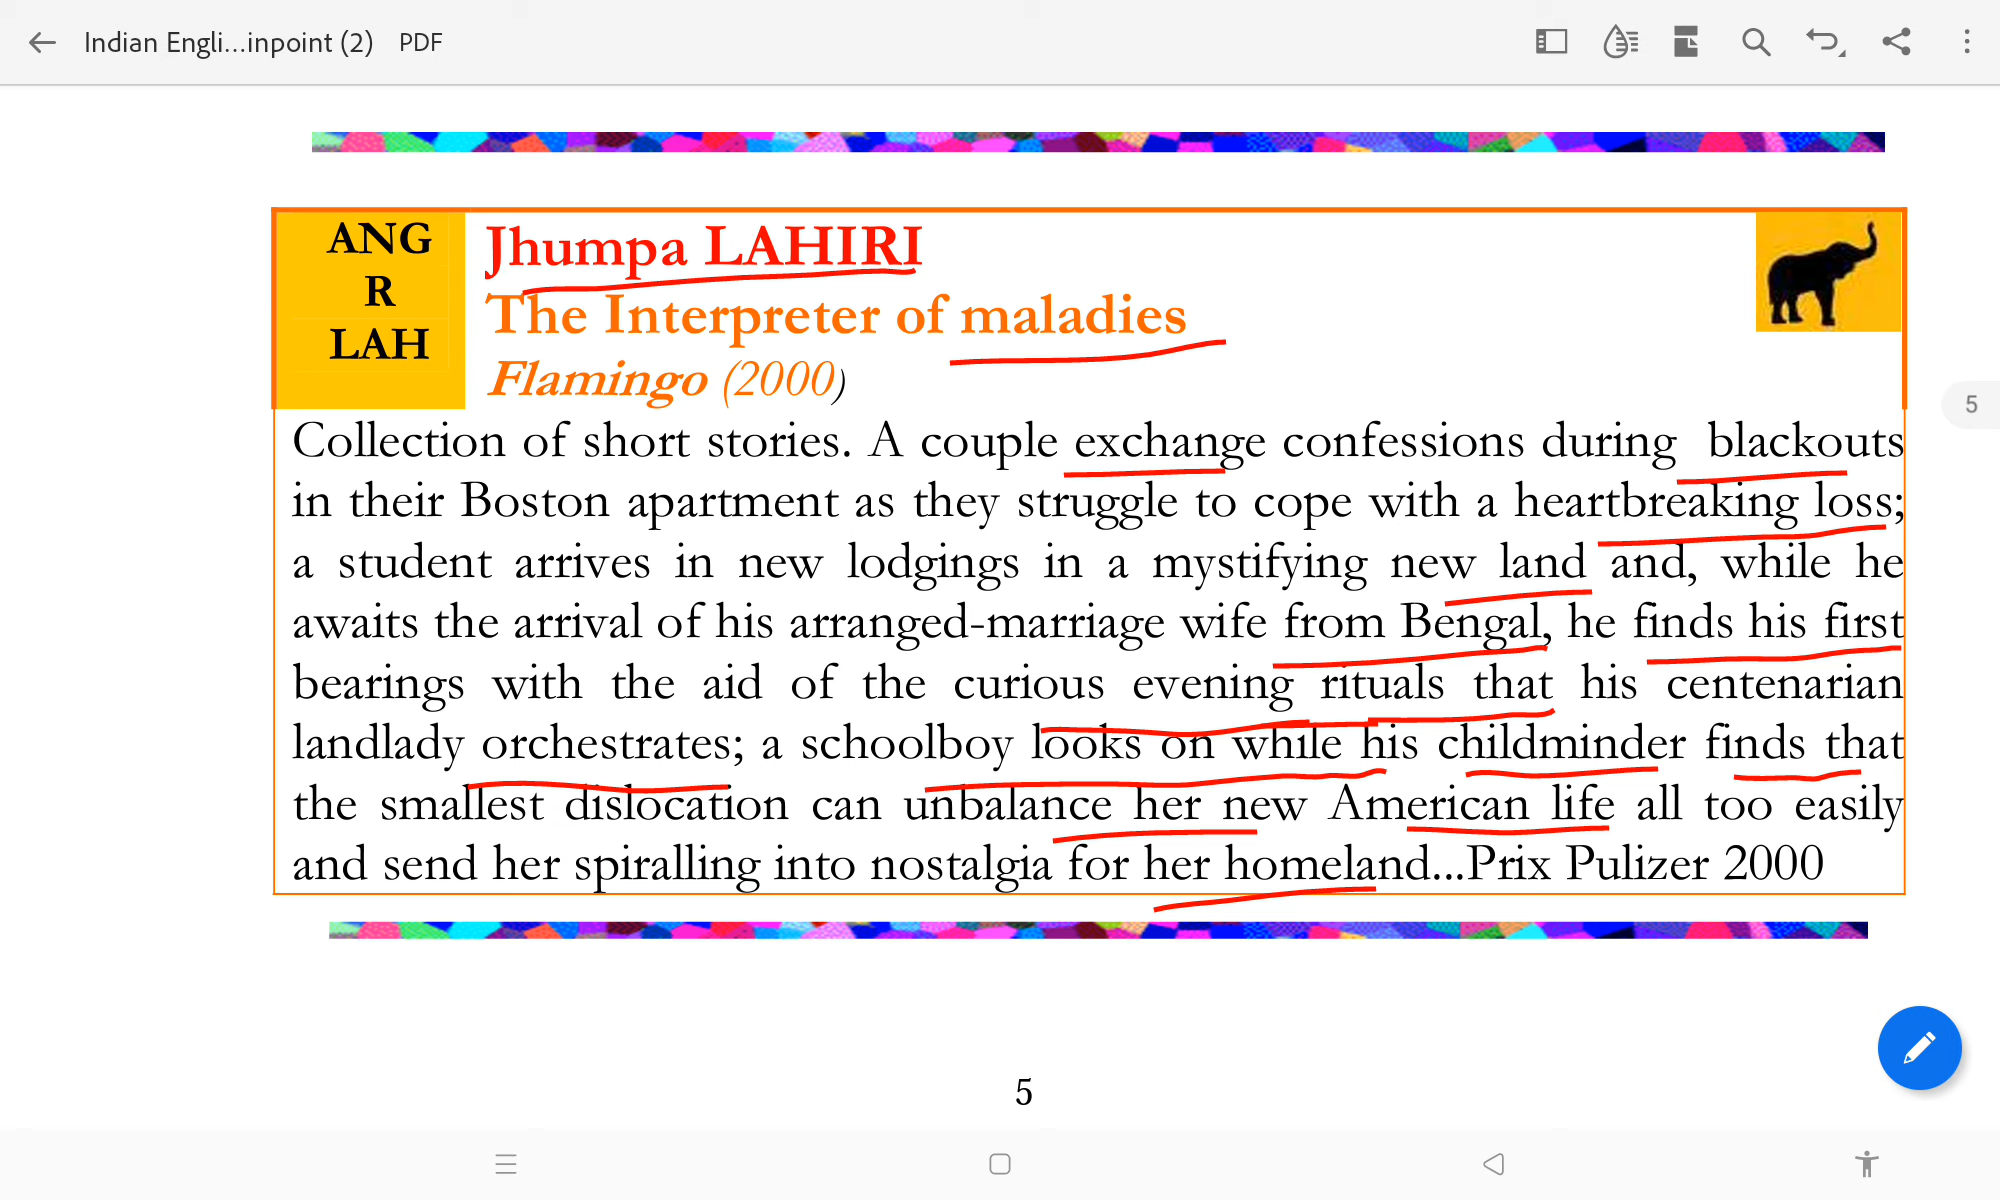 Indian Engli...inpoint (2) PDF
ANG
R
LAH
Jhumpa LAHIRI
The Interpreter of maladies
Flamingo (2000)
5
Collection of short stories. A couple exchange confessions during blackouts
in their Boston apartment as they struggle to cope with a heartbreaking loss;
a student arrives in new lodgings in a mystifying new land and, while he
awaits the arrival of his arranged-marriage wife from Bengal, he finds his first
bearings with the aid of the curious evening rituals that his centenarian
landlady orchestrates; a schoolboy looks on while his childminder finds that
the smallest dislocation can unbalance her new American life all too easily
and send her spiralling into nostalgia for her homeland...Prix Pulizer 2000
5